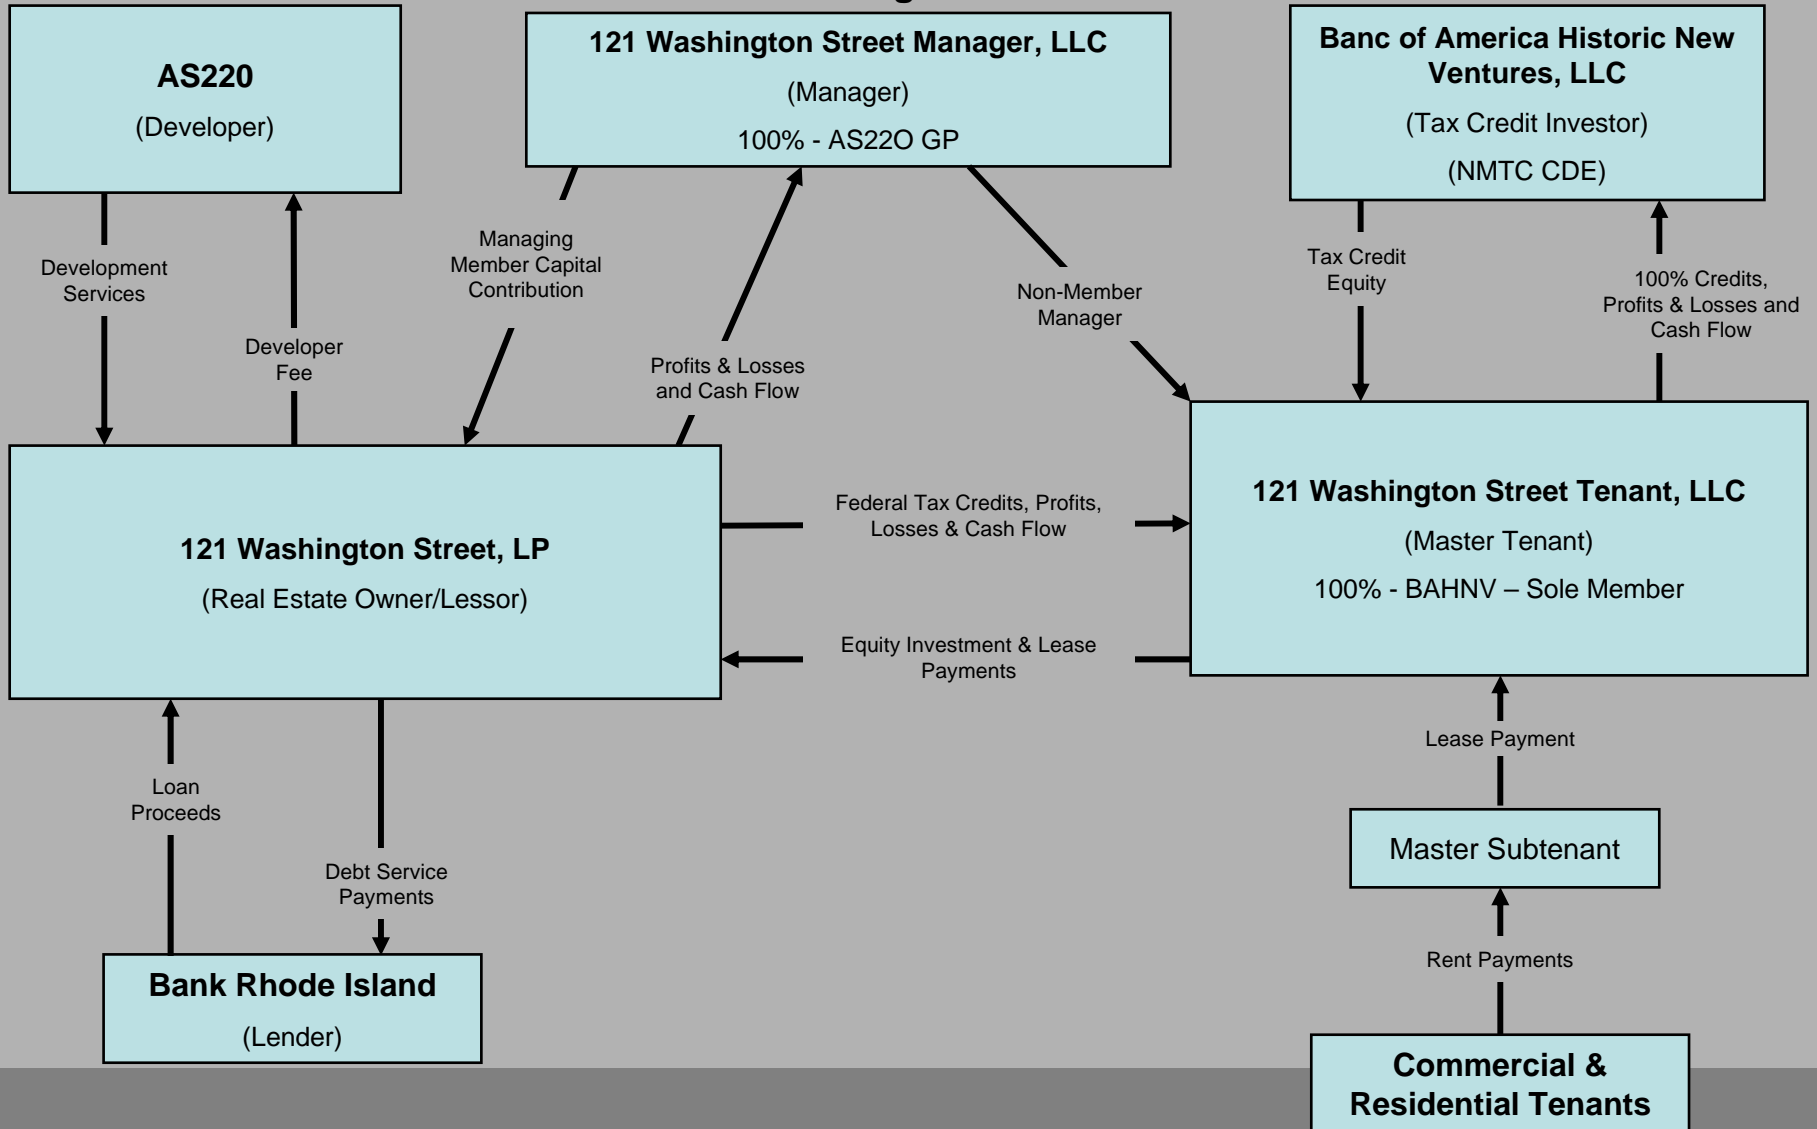 AS220
(Developer)
121 Washington Street Manager, LLC
(Manager)
100% - AS22O GP
Banc of America Historic New
Ventures, LLC
(Tax Credit Investor)
(NMTC CDE)
Development
Services
Developer
Fee
Managing
Member Capital
Contribution
Profits & Losses
and Cash Flow
Non-Member
Manager
Tax Credit
Equity
100% Credits,
Profits & Losses and
Cash Flow
121 Washington Street, LP
(Real Estate Owner/Lessor)
Federal Tax Credits, Profits,
Losses & Cash Flow
Equity Investment & Lease
Payments
121 Washington Street Tenant, LLC
(Master Tenant)
100% - BAHNV – Sole Member
Loan
Proceeds
Debt Service
Payments
Lease Payment
Master Subtenant
Rent Payments
Bank Rhode Island
(Lender)
Commercial &
Residential Tenants